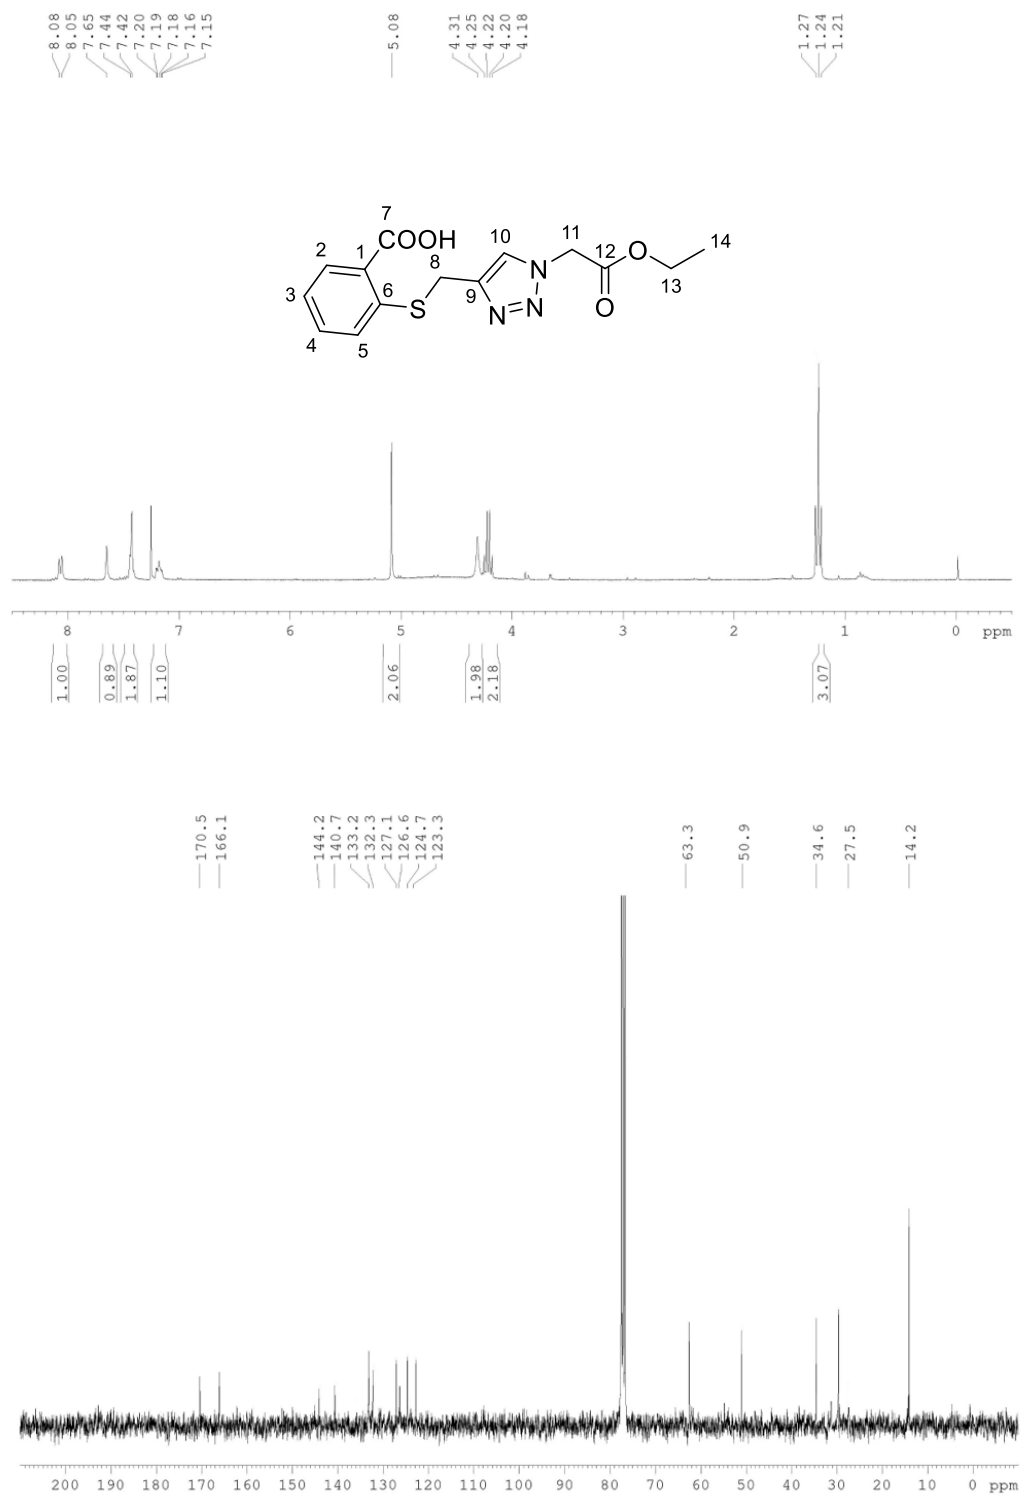 8.08 8.05 7.65 7.44 7.42 7.20 7.19 7.18 7.16 7.15 5.08 4.31 4.25 4.22 4.20 4.18 1.27 1.24 1.21
7
COOH
2 1 8 10 11 12 O 14
3 6 9 N 13
S N N O
4 5
8 7 6 5 4 3 2 1 0 ppm
1.00 0.89 1.87 1.10 2.06 1.98 2.18 3.07
170.5 166.1 144.2 140.7 133.2 132.3 127.1 126.6 124.7 123.3 63.3 50.9 34.6 27.5 14.2
200 190 180 170 160 150 140 130 120 110 100 90 80 70 60 50 40 30 20 10 0 ppm